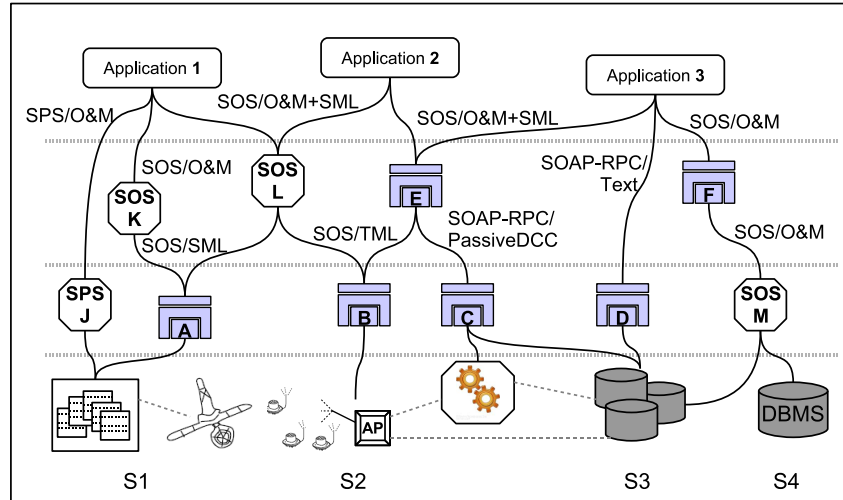 Application 1
Application 2
Application 3
SPS/O&M
SOS/O&M+SML
SOS/O&M+SML
SOS/O&M
SOS/O&M
SOS
K
SOS
L
E
SOAP-RPC/
Text
F
SOS/SML
SOS/TML
SOAP-RPC/
PassiveDCC
SOS/O&M
SPS
J
A
B
C
D
SOS
M
AP
DBMS
S1
S2
S3
S4